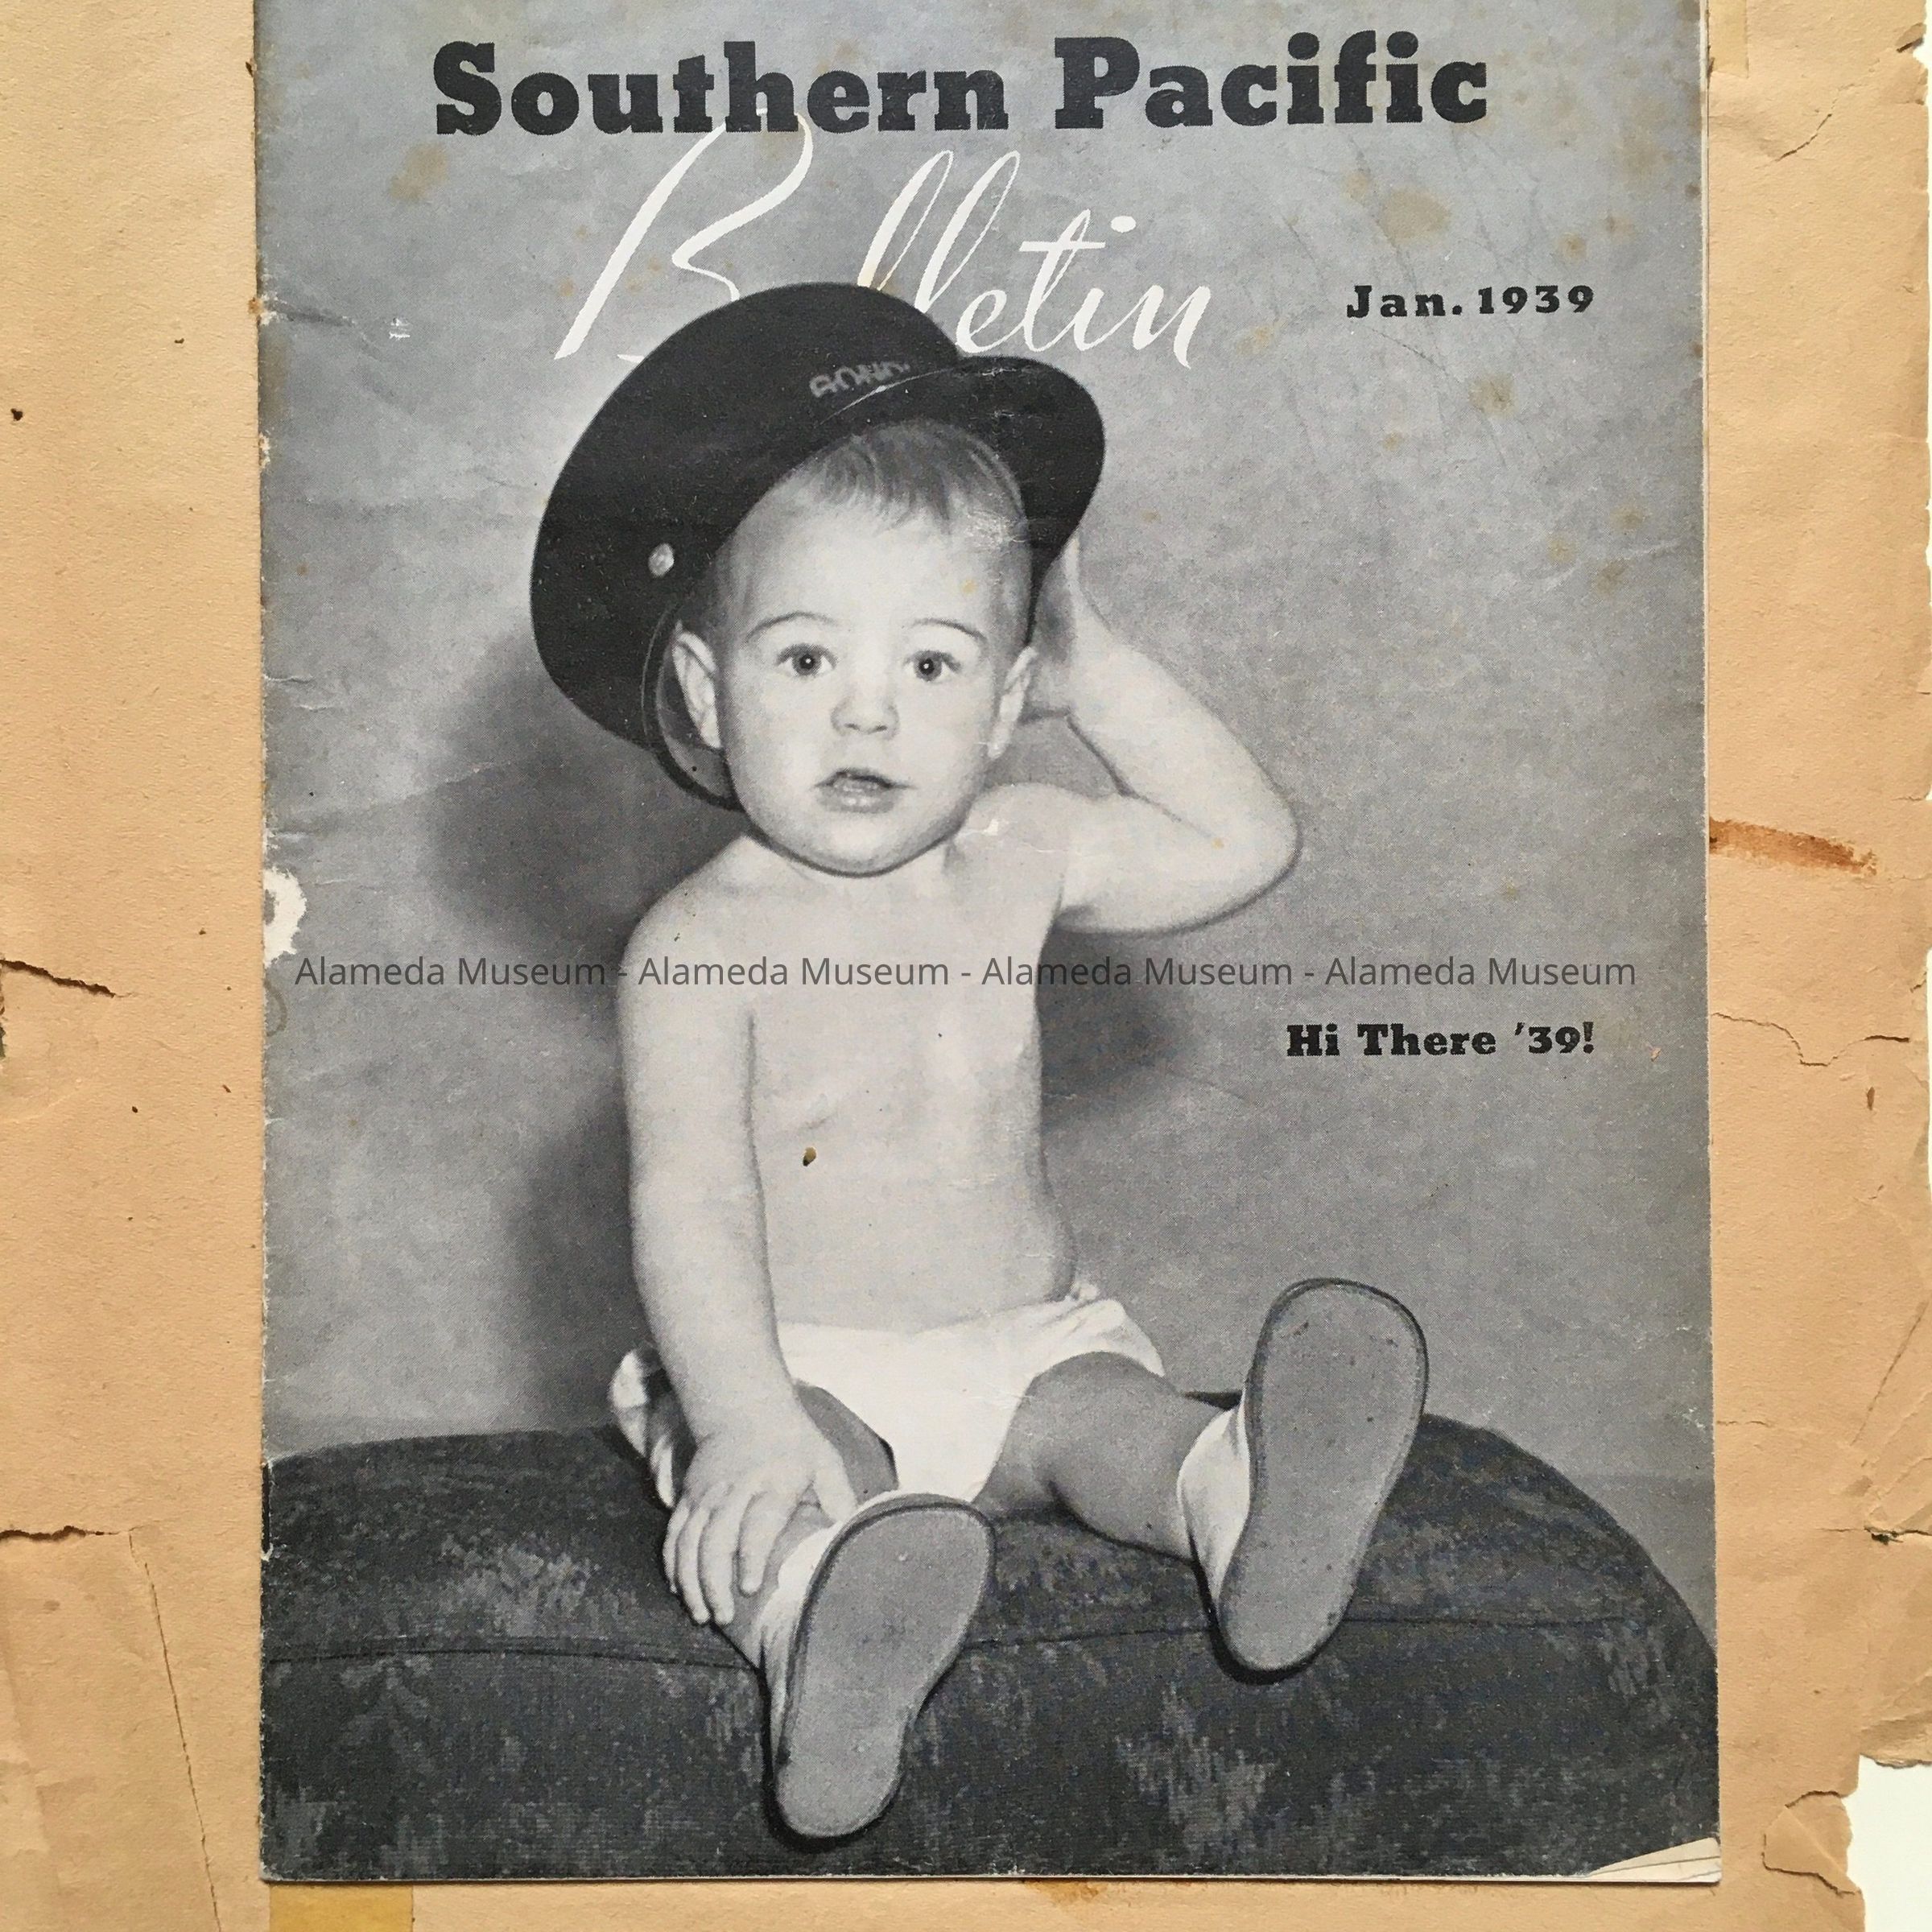 Southern Pacific
Bulletin
Jan. 1939
Alameda Museum - Alameda Museum - Alameda Museum - Alameda Museum
Hi There '39!